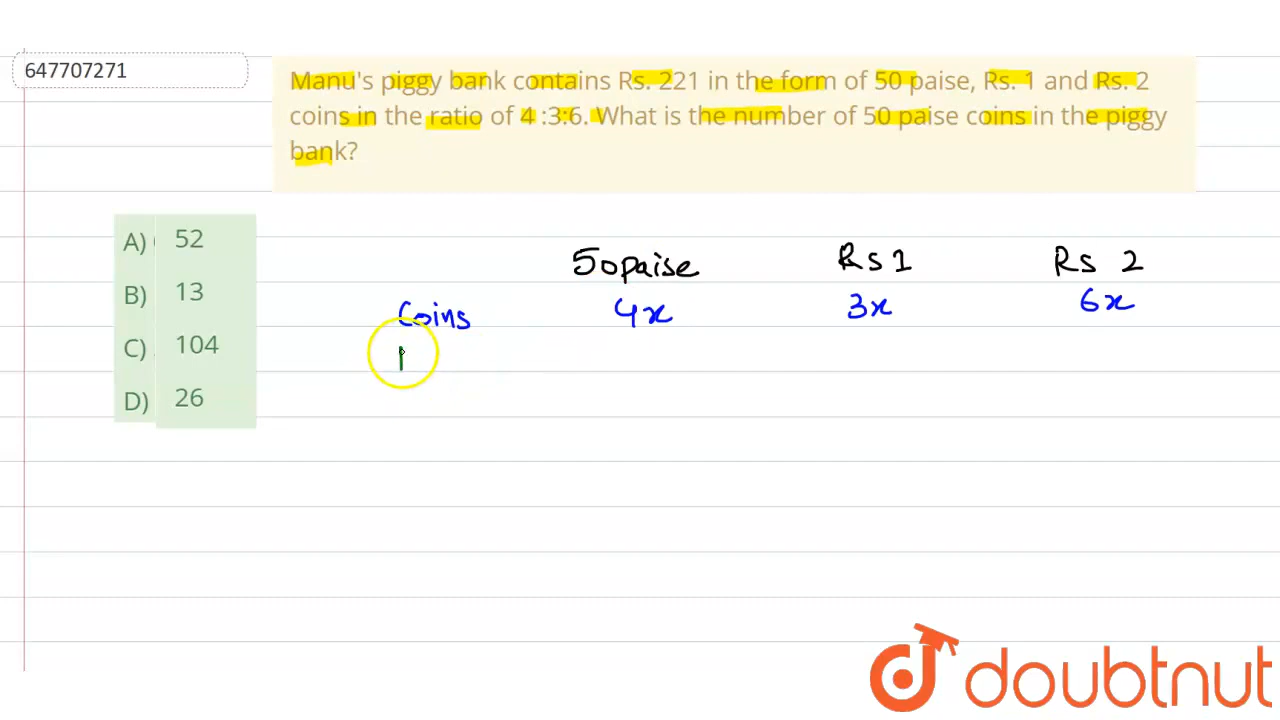 647707271
Manu's piggy bank contains Rs. 221 in the form of 50 paise, Rs. 1 and Rs. 2
coins in the ratio of 4 :3:6. What is the number of 50 paise coins in the piggy
bank?
A) 52
B) 13
C) 104
D) 26
50paise Rs 1 Rs 2
Coins 4x 3x 6x
doubtnut